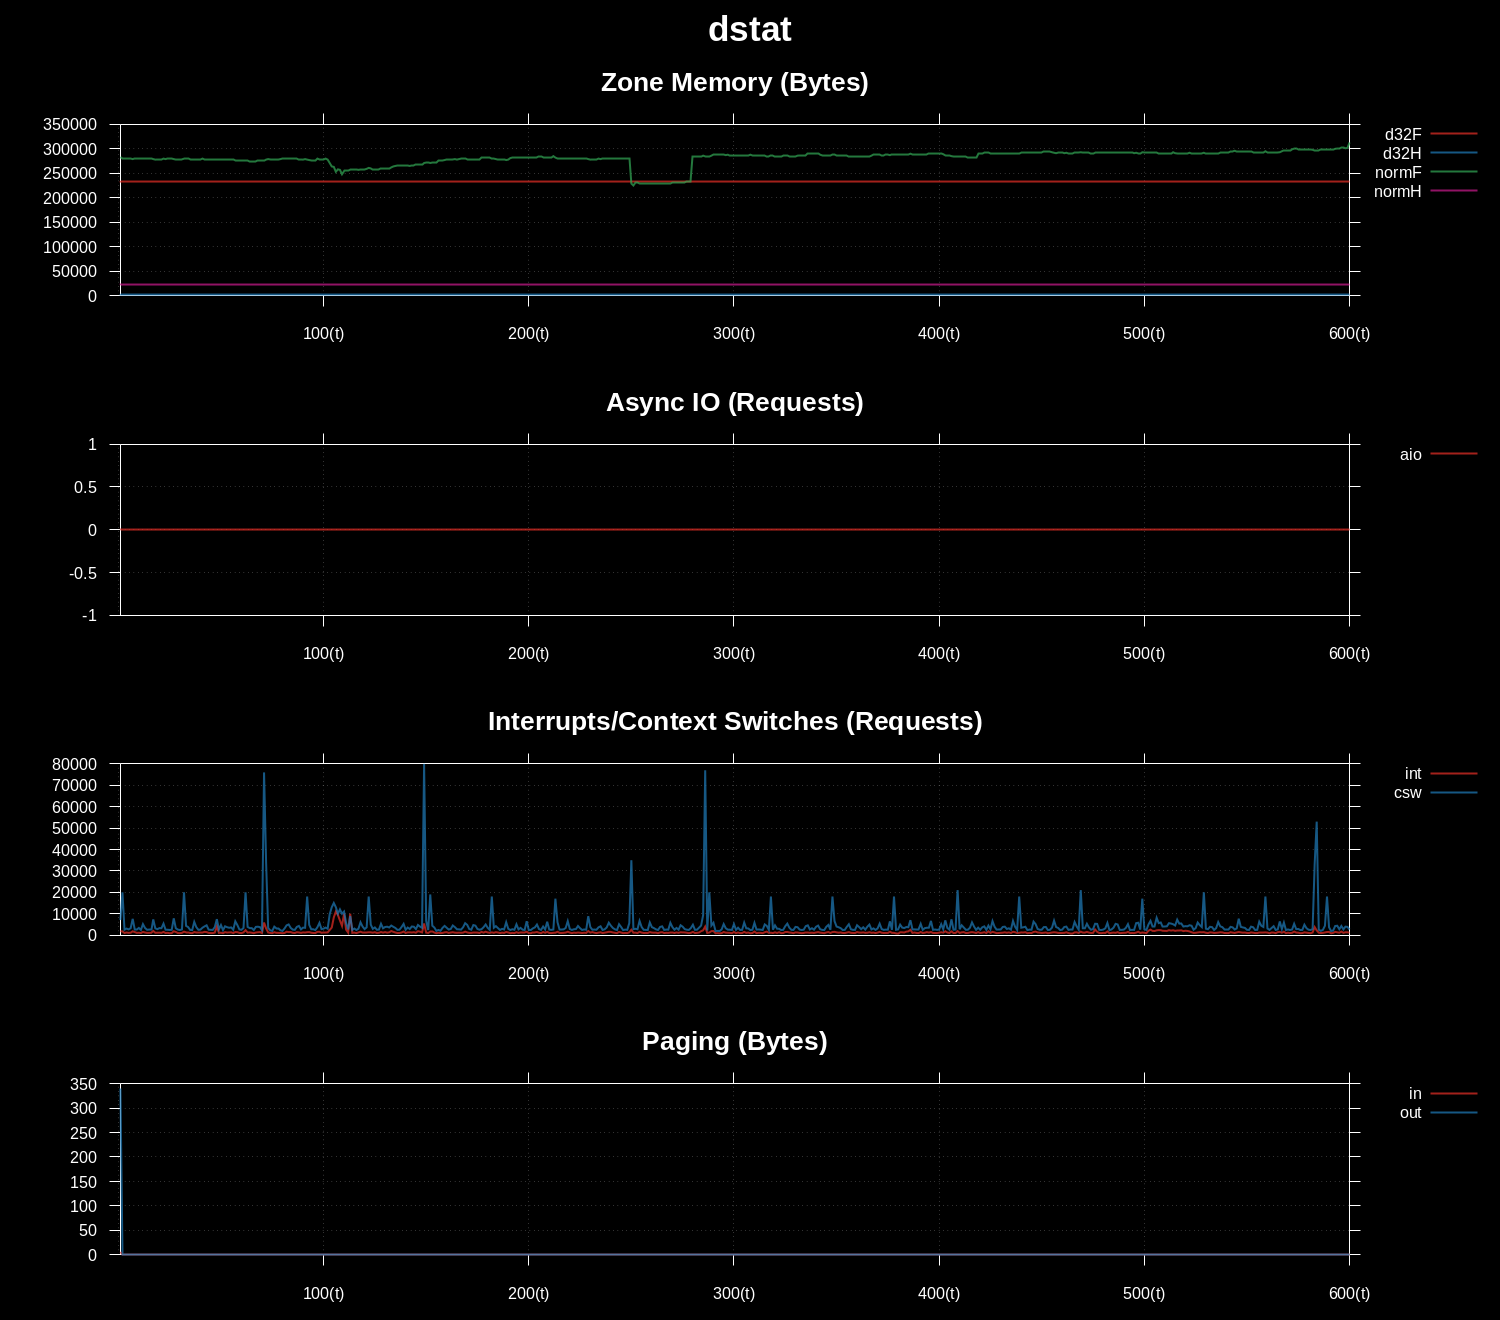 dstat
Zone Memory (Bytes)
350000
300000
250000
200000
150000
100000
50000
0
100(t) 200(t) 300(t) 400(t) 500(t) 600(t)
d32F
d32H
normF
normH
Async IO (Requests)
1
0.5
0
-0.5
-1
100(t) 200(t) 300(t) 400(t) 500(t) 600(t)
aio
Interrupts/Context Switches (Requests)
80000
70000
60000
50000
40000
30000
20000
10000
0
100(t) 200(t) 300(t) 400(t) 500(t) 600(t)
int
csw
Paging (Bytes)
350
300
250
200
150
100
50
0
100(t) 200(t) 300(t) 400(t) 500(t) 600(t)
in
out